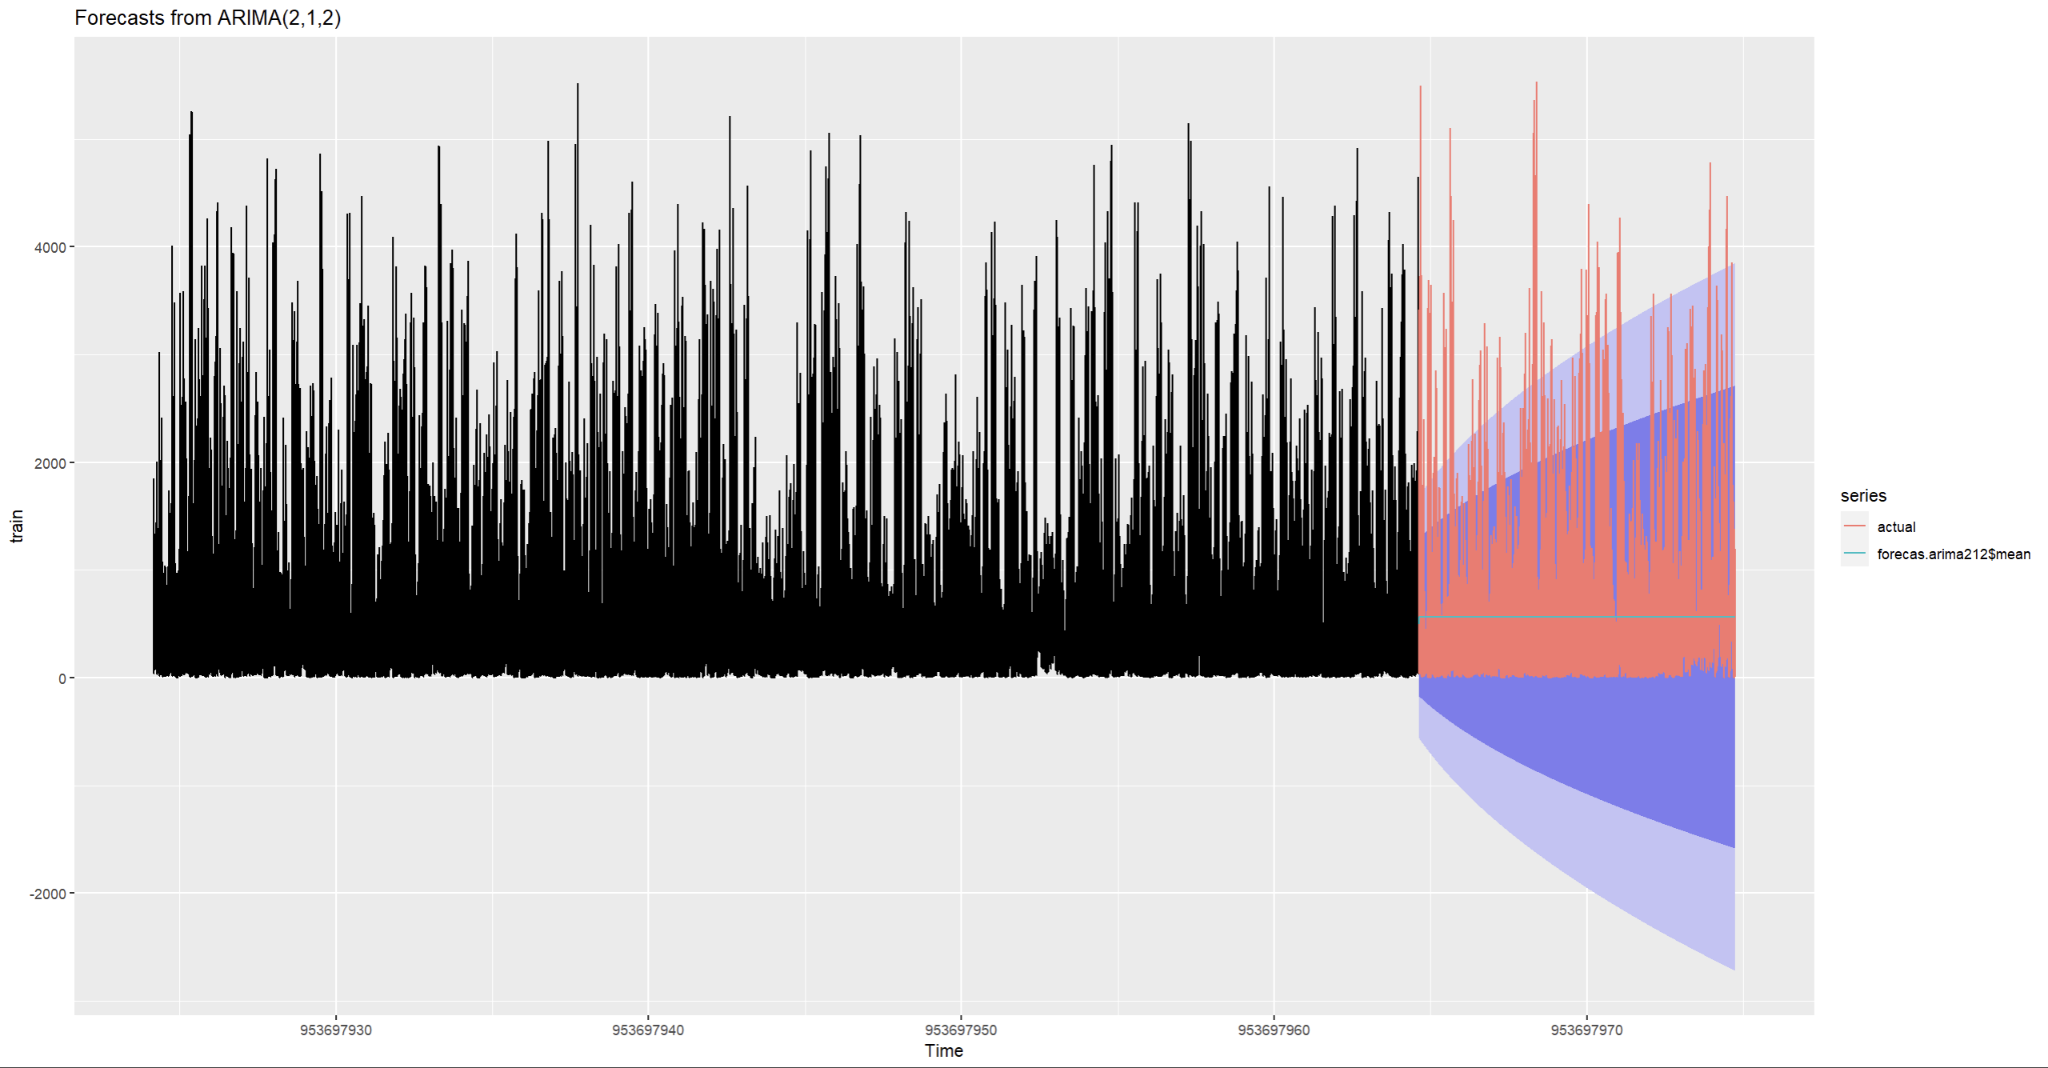 Forecasts from ARIMA(2,1,2)
4000
2000
0
-2000
train
953697930
953697940
953697950
953697960
953697970
Time
series
actual
forecas.arima212$mean